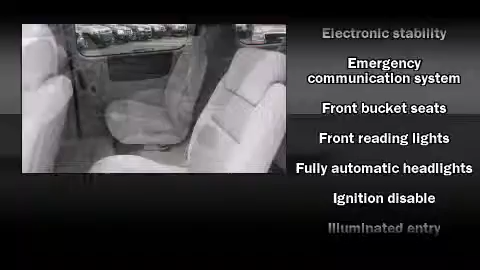 Electronic stability
Emergency
communication system
Front bucket seats
Front reading lights
Fully automatic headlights
Ignition disable
Illuminated entry